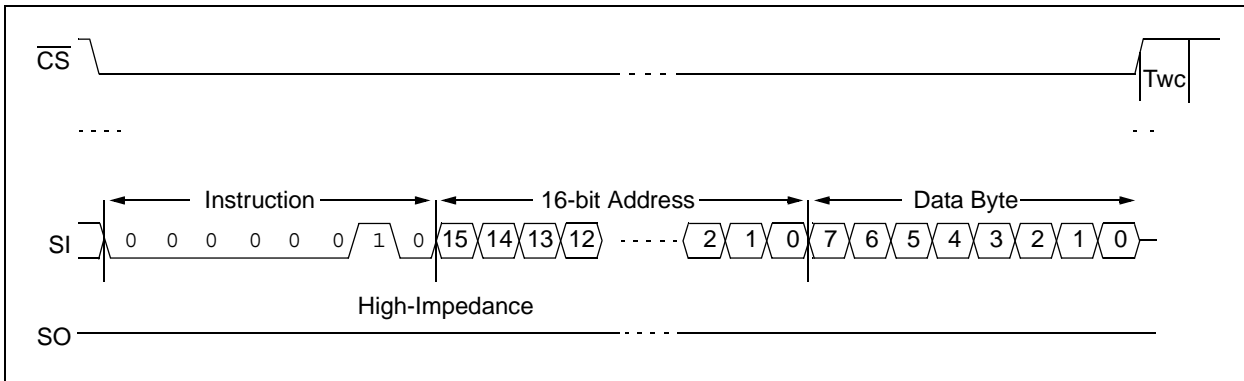 CS
Twc
Instruction 16-bit Address Data Byte
SI 0 0 0 0 0 0 1 0 15 14 13 12 2 1 0 7 6 5 4 3 2 1 0
High-Impedance
SO